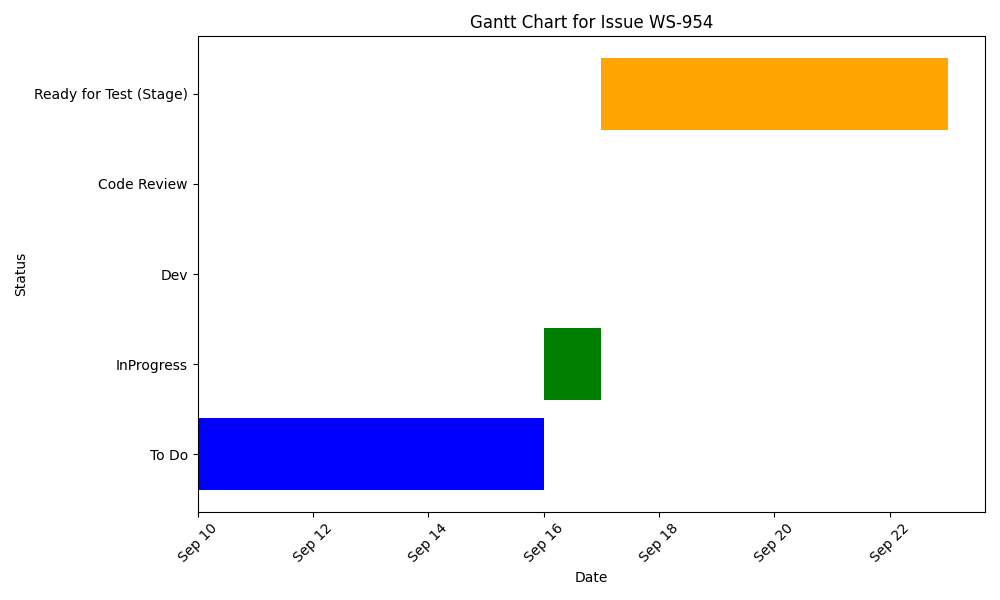 Gantt Chart for Issue WS-954
Status
Ready for Test (Stage)
Code Review
Dev
InProgress
To Do
Sep 10
Sep 12
Sep 14
Sep 16
Sep 18
Sep 20
Sep 22
Date